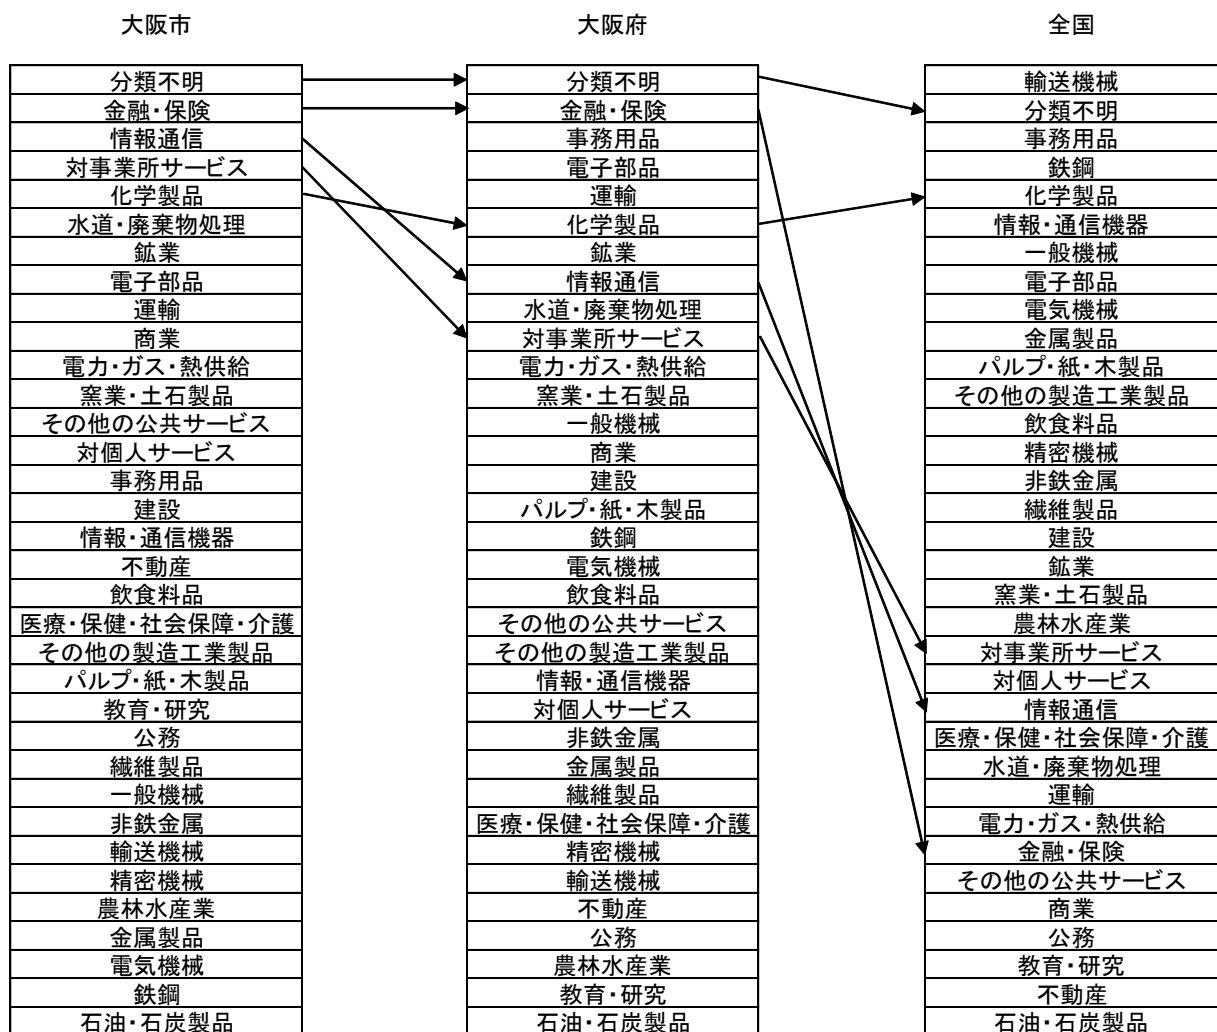 大阪市 大阪府 全国
分類不明 分類不明 輸送機械
金融・保険 金融・保険 分類不明
情報通信 事務用品 事務用品
対事業所サービス 電子部品 鉄鋼
化学製品 運輸 化学製品
水道・廃棄物処理 化学製品 情報・通信機器
鉱業 鉱業 一般機械
電子部品 情報通信 電子部品
運輸 水道・廃棄物処理 電気機械
商業 対事業所サービス 金属製品
電力・ガス・熱供給 電力・ガス・熱供給 パルプ・紙・木製品
窯業・土石製品 窯業・土石製品 その他の製造工業製品
その他の公共サービス 一般機械 飲食料品
対個人サービス 商業 精密機械
事務用品 建設 非鉄金属
建設 パルプ・紙・木製品 繊維製品
情報・通信機器 鉄鋼 建設
不動産 電気機械 鉱業
飲食料品 飲食料品 窯業・土石製品
医療・保健・社会保障・介護 その他の公共サービス 農林水産業
その他の製造工業製品 その他の製造工業製品 対事業所サービス
パルプ・紙・木製品 情報・通信機器 対個人サービス
教育・研究 対個人サービス 情報通信
公務 非鉄金属 医療・保健・社会保障・介護
繊維製品 金属製品 水道・廃棄物処理
一般機械 繊維製品 運輸
非鉄金属 医療・保健・社会保障・介護 電力・ガス・熱供給
輸送機械 精密機械 金融・保険
精密機械 輸送機械 その他の公共サービス
農林水産業 不動産 商業
金属製品 公務 公務
電気機械 農林水産業 教育・研究
鉄鋼 教育・研究 不動産
石油・石炭製品 石油・石炭製品 石油・石炭製品